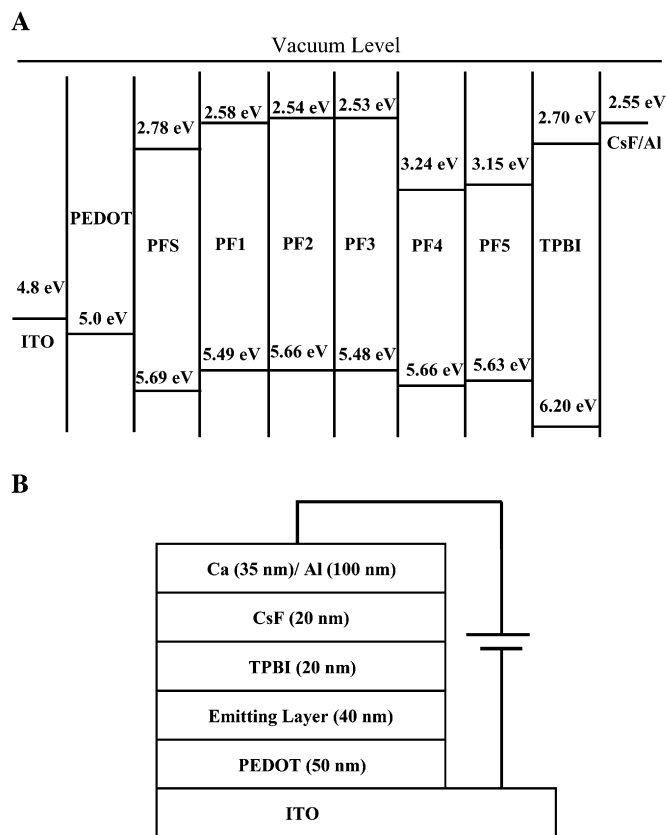 A
Vacuum Level
2.58 eV 2.54 eV 2.53 eV 2.55 eV
2.78 eV 2.70 eV
CsF/Al
3.24 eV 3.15 eV
PEDOT
PFS PF1 PF2 PF3 PF4 PF5 TPBI
4.8 eV
5.0 eV
ITO
5.49 eV 5.66 eV 5.48 eV
5.69 eV 5.66 eV 5.63 eV
6.20 eV
B
Ca (35 nm)/ Al (100 nm)
CsF (20 nm)
TPBI (20 nm)
Emitting Layer (40 nm)
PEDOT (50 nm)
ITO